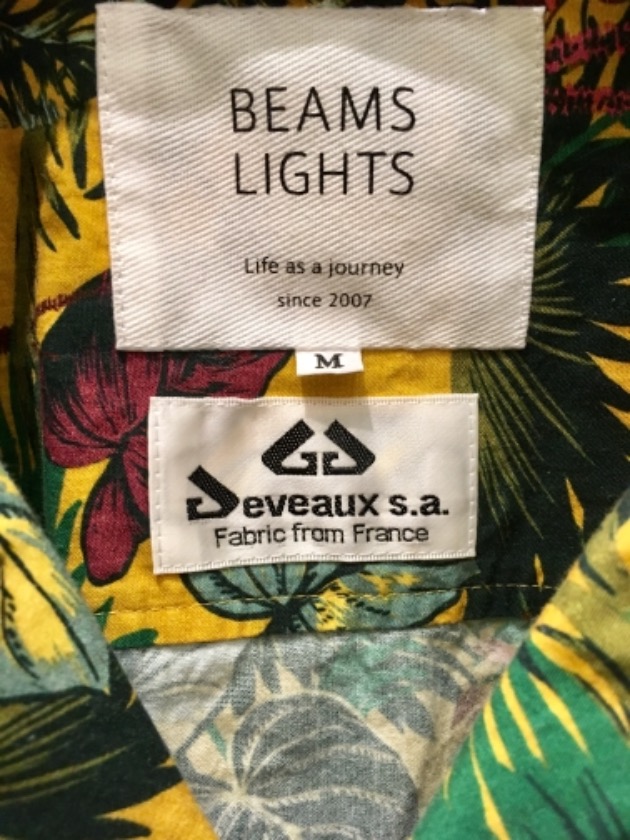 BEAMS
LIGHTS
Life as a journey
since 2007
M
Deveaux s.a.
Fabric from France